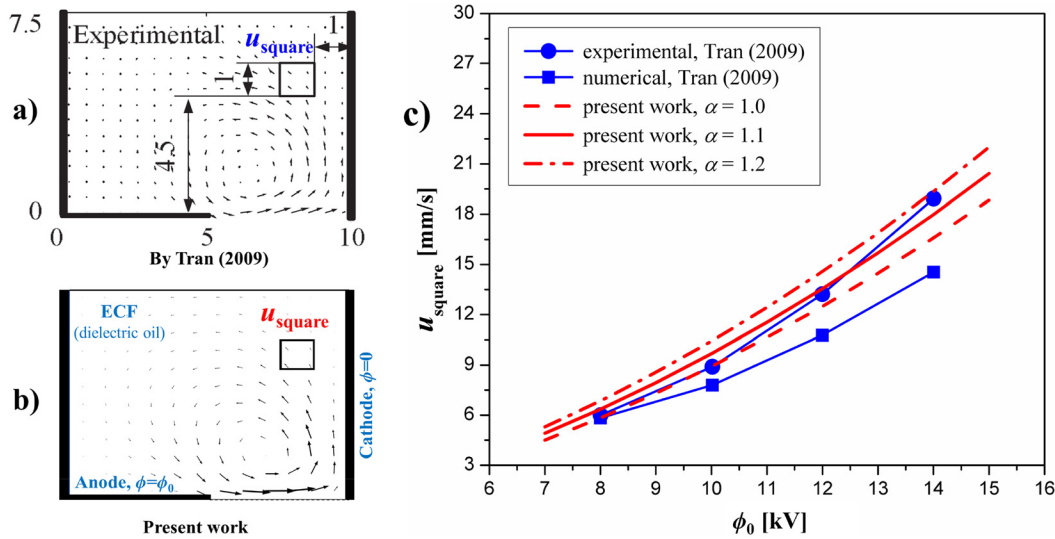 a)
7.5
Experimental
1
u_square
1
4.5
0
0
5
10
By Tran (2009)
b)
ECF
(dielectric oil)
u_square
Cathode, ϕ=0
Anode, ϕ=ϕ₀
Present work
c)
u_square [mm/s]
30
27
24
21
18
15
12
9
6
3
experimental, Tran (2009)
numerical, Tran (2009)
present work, α = 1.0
present work, α = 1.1
present work, α = 1.2
6 7 8 9 10 11 12 13 14 15 16
ϕ₀ [kV]